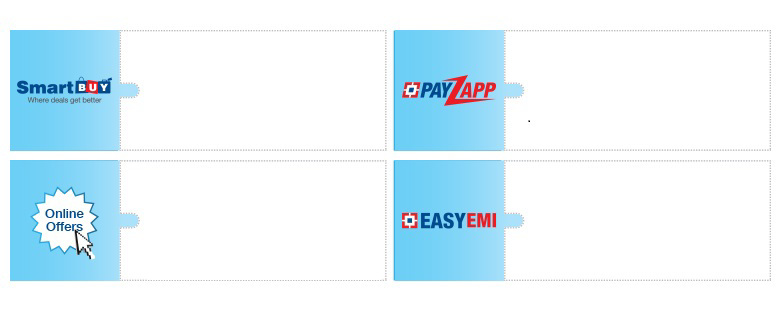 SmartBUY
Where deals get better
PAYZAPP
.
Online
Offers
EASYEMI